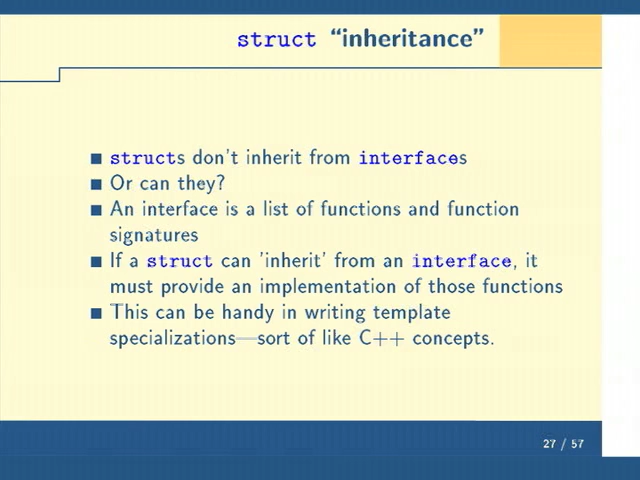 struct “inheritance”
■ structs don't inherit from interfaces
■ Or can they?
■ An interface is a list of functions and function
signatures
■ If a struct can 'inherit' from an interface, it
must provide an implementation of those functions
■ This can be handy in writing template
specializations—sort of like C++ concepts.
27 / 57